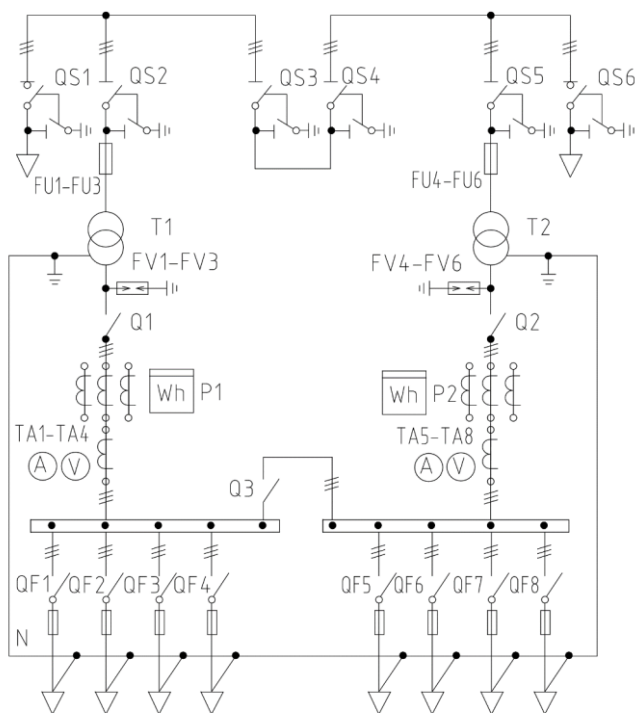 QS1 QS2 QS3 QS4 QS5 QS6
FU1-FU3 FU4-FU6
T1 T2
FV1-FV3 FV4-FV6
Q1 Q2
Wh P1 Wh P2
TA1-TA4 TA5-TA8
A V A V
Q3
QF1 QF2 QF3 QF4 QF5 QF6 QF7 QF8
N